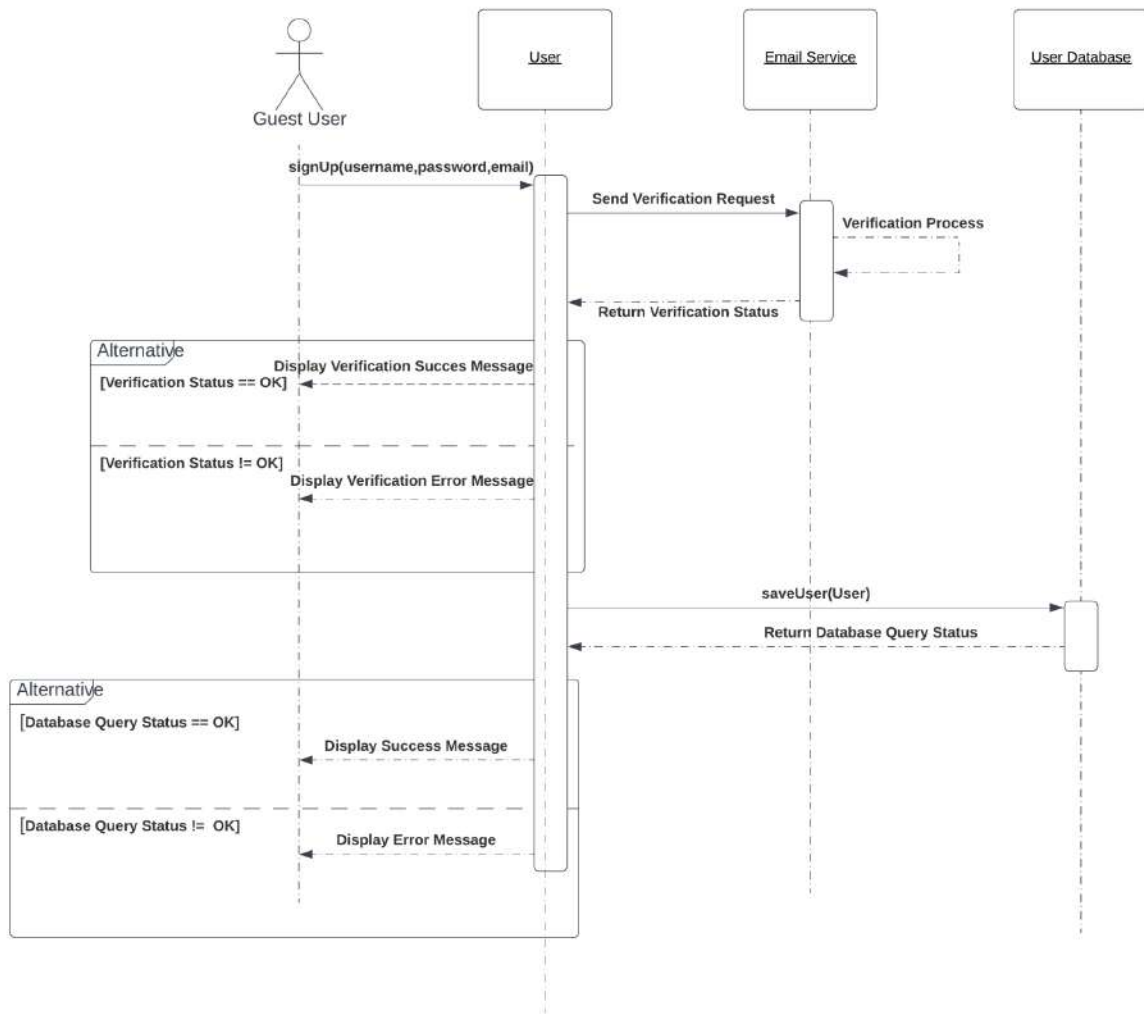 User
Email Service
User Database
Guest User
signUp(username,password,email)
Send Verification Request
Verification Process
Return Verification Status
Alternative
Display Verification Succes Message
[Verification Status == OK]
[Verification Status != OK]
Display Verification Error Message
saveUser(User)
Return Database Query Status
Alternative
[Database Query Status == OK]
Display Success Message
[Database Query Status != OK]
Display Error Message